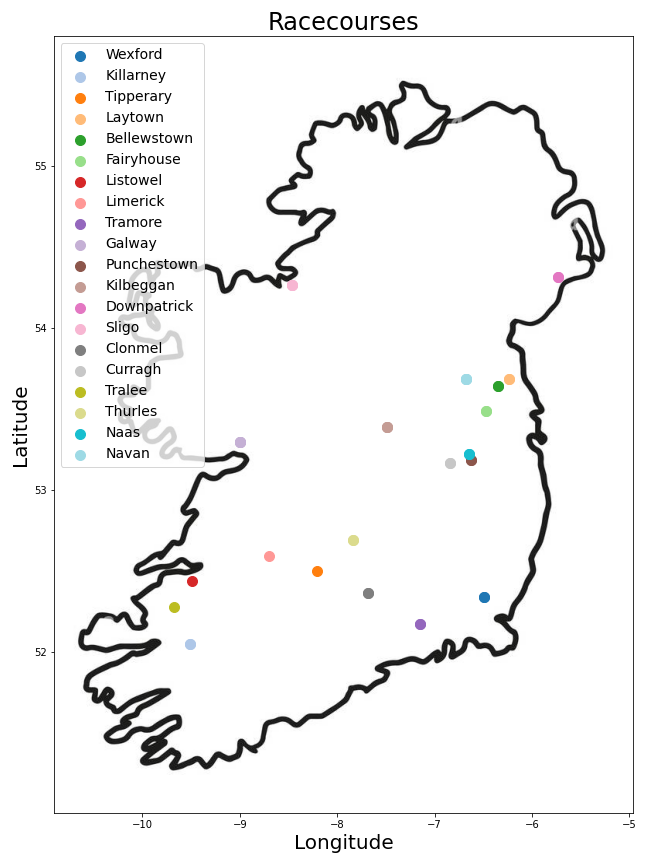 Racecourses
Wexford
Killarney
Tipperary
Laytown
Bellewstown
Fairyhouse
Listowel
Limerick
Tramore
Galway
Punchestown
Kilbeggan
Downpatrick
Sligo
Clonmel
Curragh
Tralee
Thurles
Naas
Navan
55
54
53
52
Latitude
−10 −9 −8 −7 −6 −5
Longitude